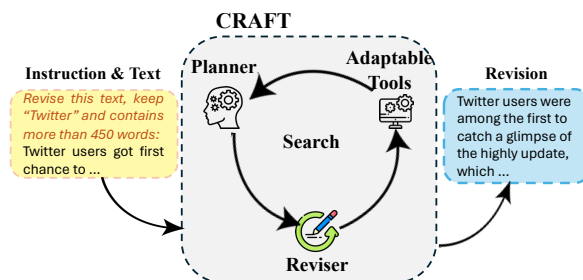 CRAFT
Instruction & Text
Revise this text, keep
“Twitter” and contains
more than 450 words:
Twitter users got first
chance to ...
Planner
Adaptable
Tools
Search
Reviser
Revision
Twitter users were
among the first to
catch a glimpse of
the highly update,
which ...